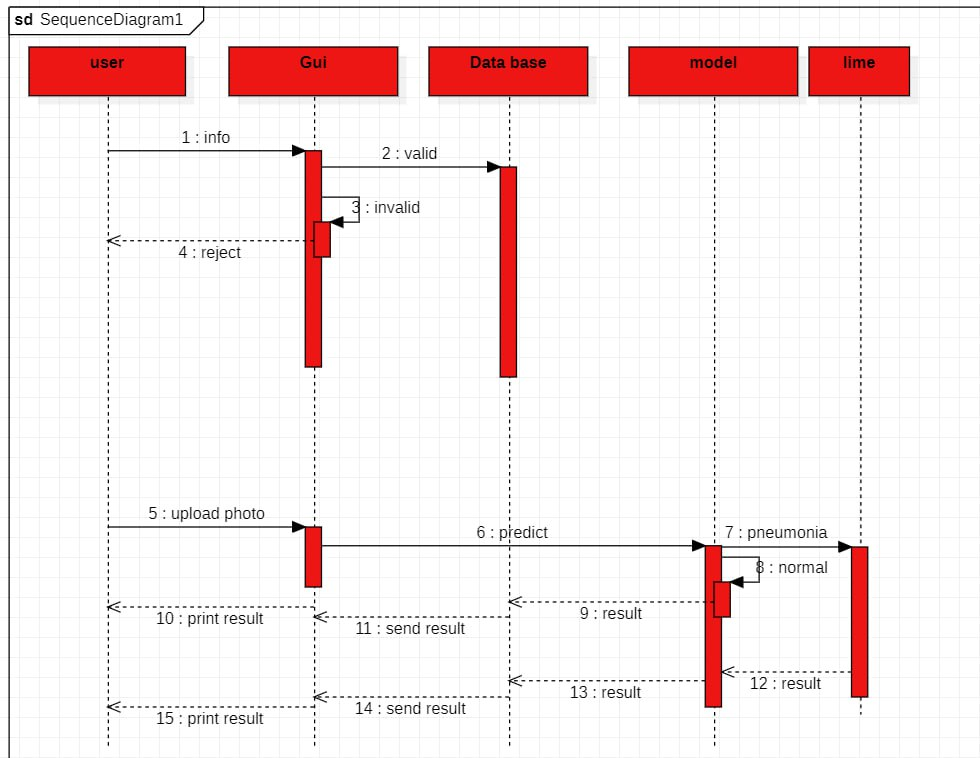 sd SequenceDiagram1
user
Gui
Data base
model
lime
1 : info
2 : valid
3 : invalid
4 : reject
5 : upload photo
6 : predict
7 : pneumonia
8 : normal
9 : result
10 : print result
11 : send result
12 : result
13 : result
14 : send result
15 : print result